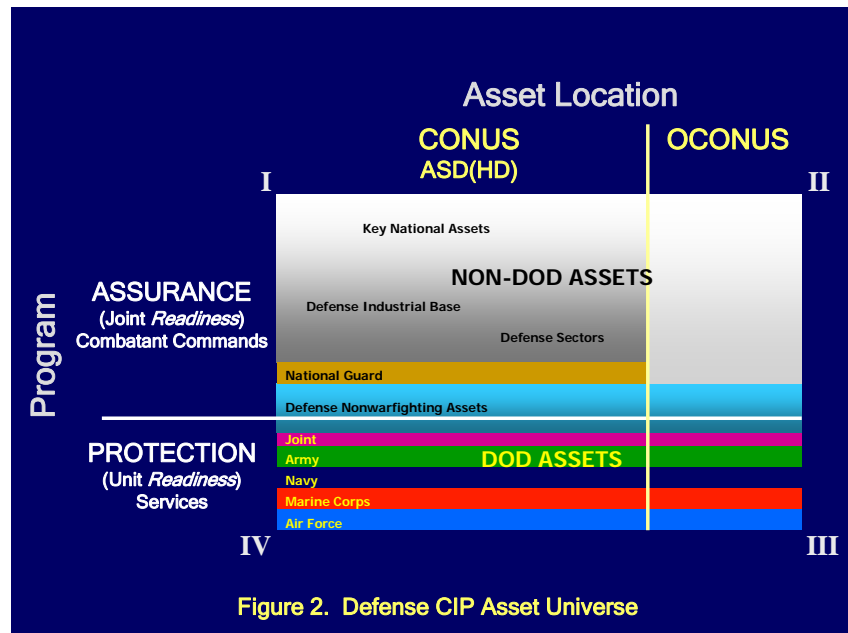 Asset Location
CONUS
ASD(HD)
OCONUS
I
II
Key National Assets
NON-DOD ASSETS
Program
ASSURANCE
(Joint Readiness)
Combatant Commands
Defense Industrial Base
Defense Sectors
National Guard
Defense Nonwarfighting Assets
PROTECTION
(Unit Readiness)
Services
Joint
Army
DOD ASSETS
Navy
Marine Corps
Air Force
IV
III
Figure 2. Defense CIP Asset Universe